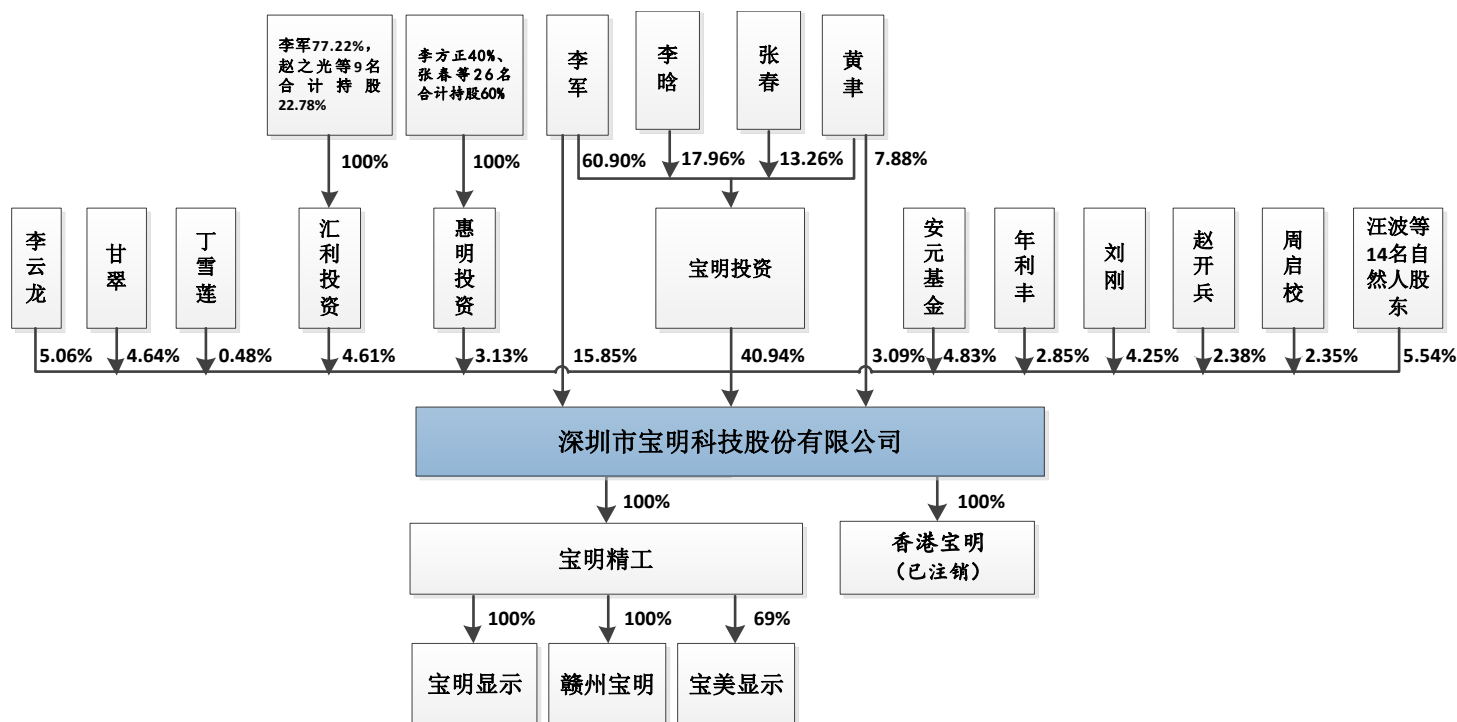 李军77.22%，
赵之光等9名
合计持股
22.78%
李方正40%、
张春等26名
合计持股60%
李军
李晗
张春
黄聿
100%
100%
60.90%
17.96%
13.26%
7.88%
李云龙
甘翠
丁雪莲
汇利投资
惠明投资
宝明投资
安元基金
年利丰
刘刚
赵开兵
周启校
汪波等
14名自
然人股
东
5.06%
4.64%
0.48%
4.61%
3.13%
15.85%
40.94%
3.09%
4.83%
2.85%
4.25%
2.38%
2.35%
5.54%
深圳市宝明科技股份有限公司
100%
100%
宝明精工
香港宝明
（已注销）
100%
100%
69%
宝明显示
赣州宝明
宝美显示